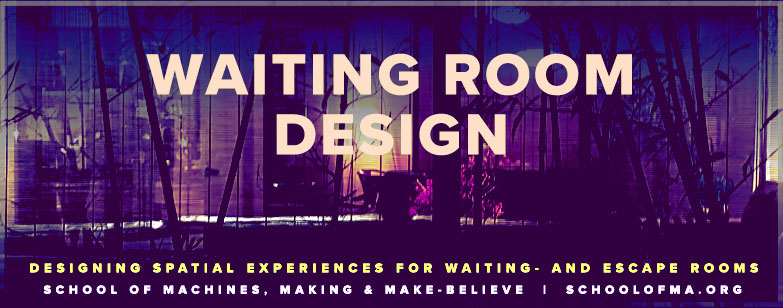 WAITING ROOM
DESIGN
DESIGNING SPATIAL EXPERIENCES FOR WAITING- AND ESCAPE ROOMS
SCHOOL OF MACHINES, MAKING & MAKE-BELIEVE | SCHOOLOFMA.ORG